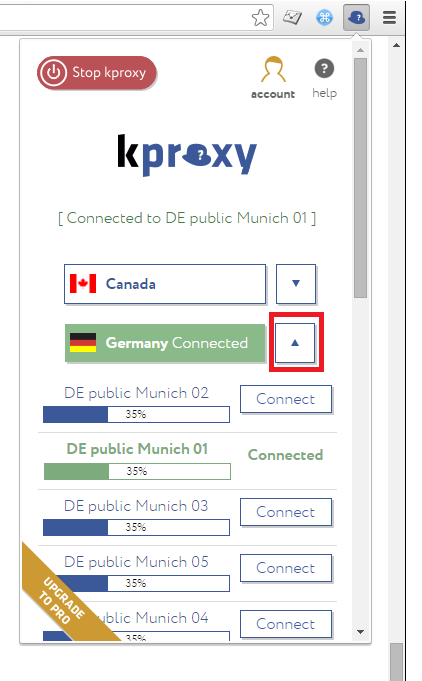 Stop kproxy
account
?
help
kproxy
?
[ Connected to DE public Munich 01 ]
Canada
Germany Connected
DE public Munich 02
Connect
35%
DE public Munich 01
Connected
35%
DE public Munich 03
Connect
35%
DE public Munich 05
Connect
35%
UPGRADE
TO PRO
public Munich 04
Connect
35%